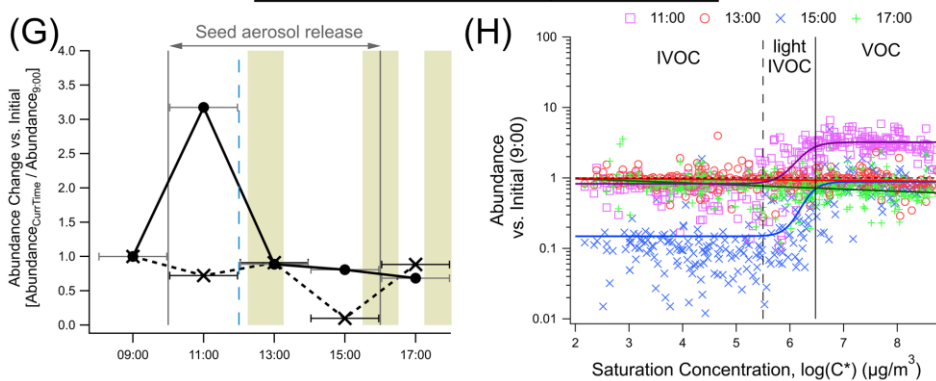 (G)
Seed aerosol release
Abundance Change vs. Initial
[Abundance_CurrTime / Abundance_9:00]
4.0
3.5
3.0
2.5
2.0
1.5
1.0
0.5
0.0
09:00 11:00 13:00 15:00 17:00
(H)
11:00 13:00 15:00 17:00
IVOC
light
IVOC
VOC
Abundance
vs. Initial (9:00)
100
10
1
0.1
0.01
2 3 4 5 6 7 8
Saturation Concentration, log(C*) (µg/m³)